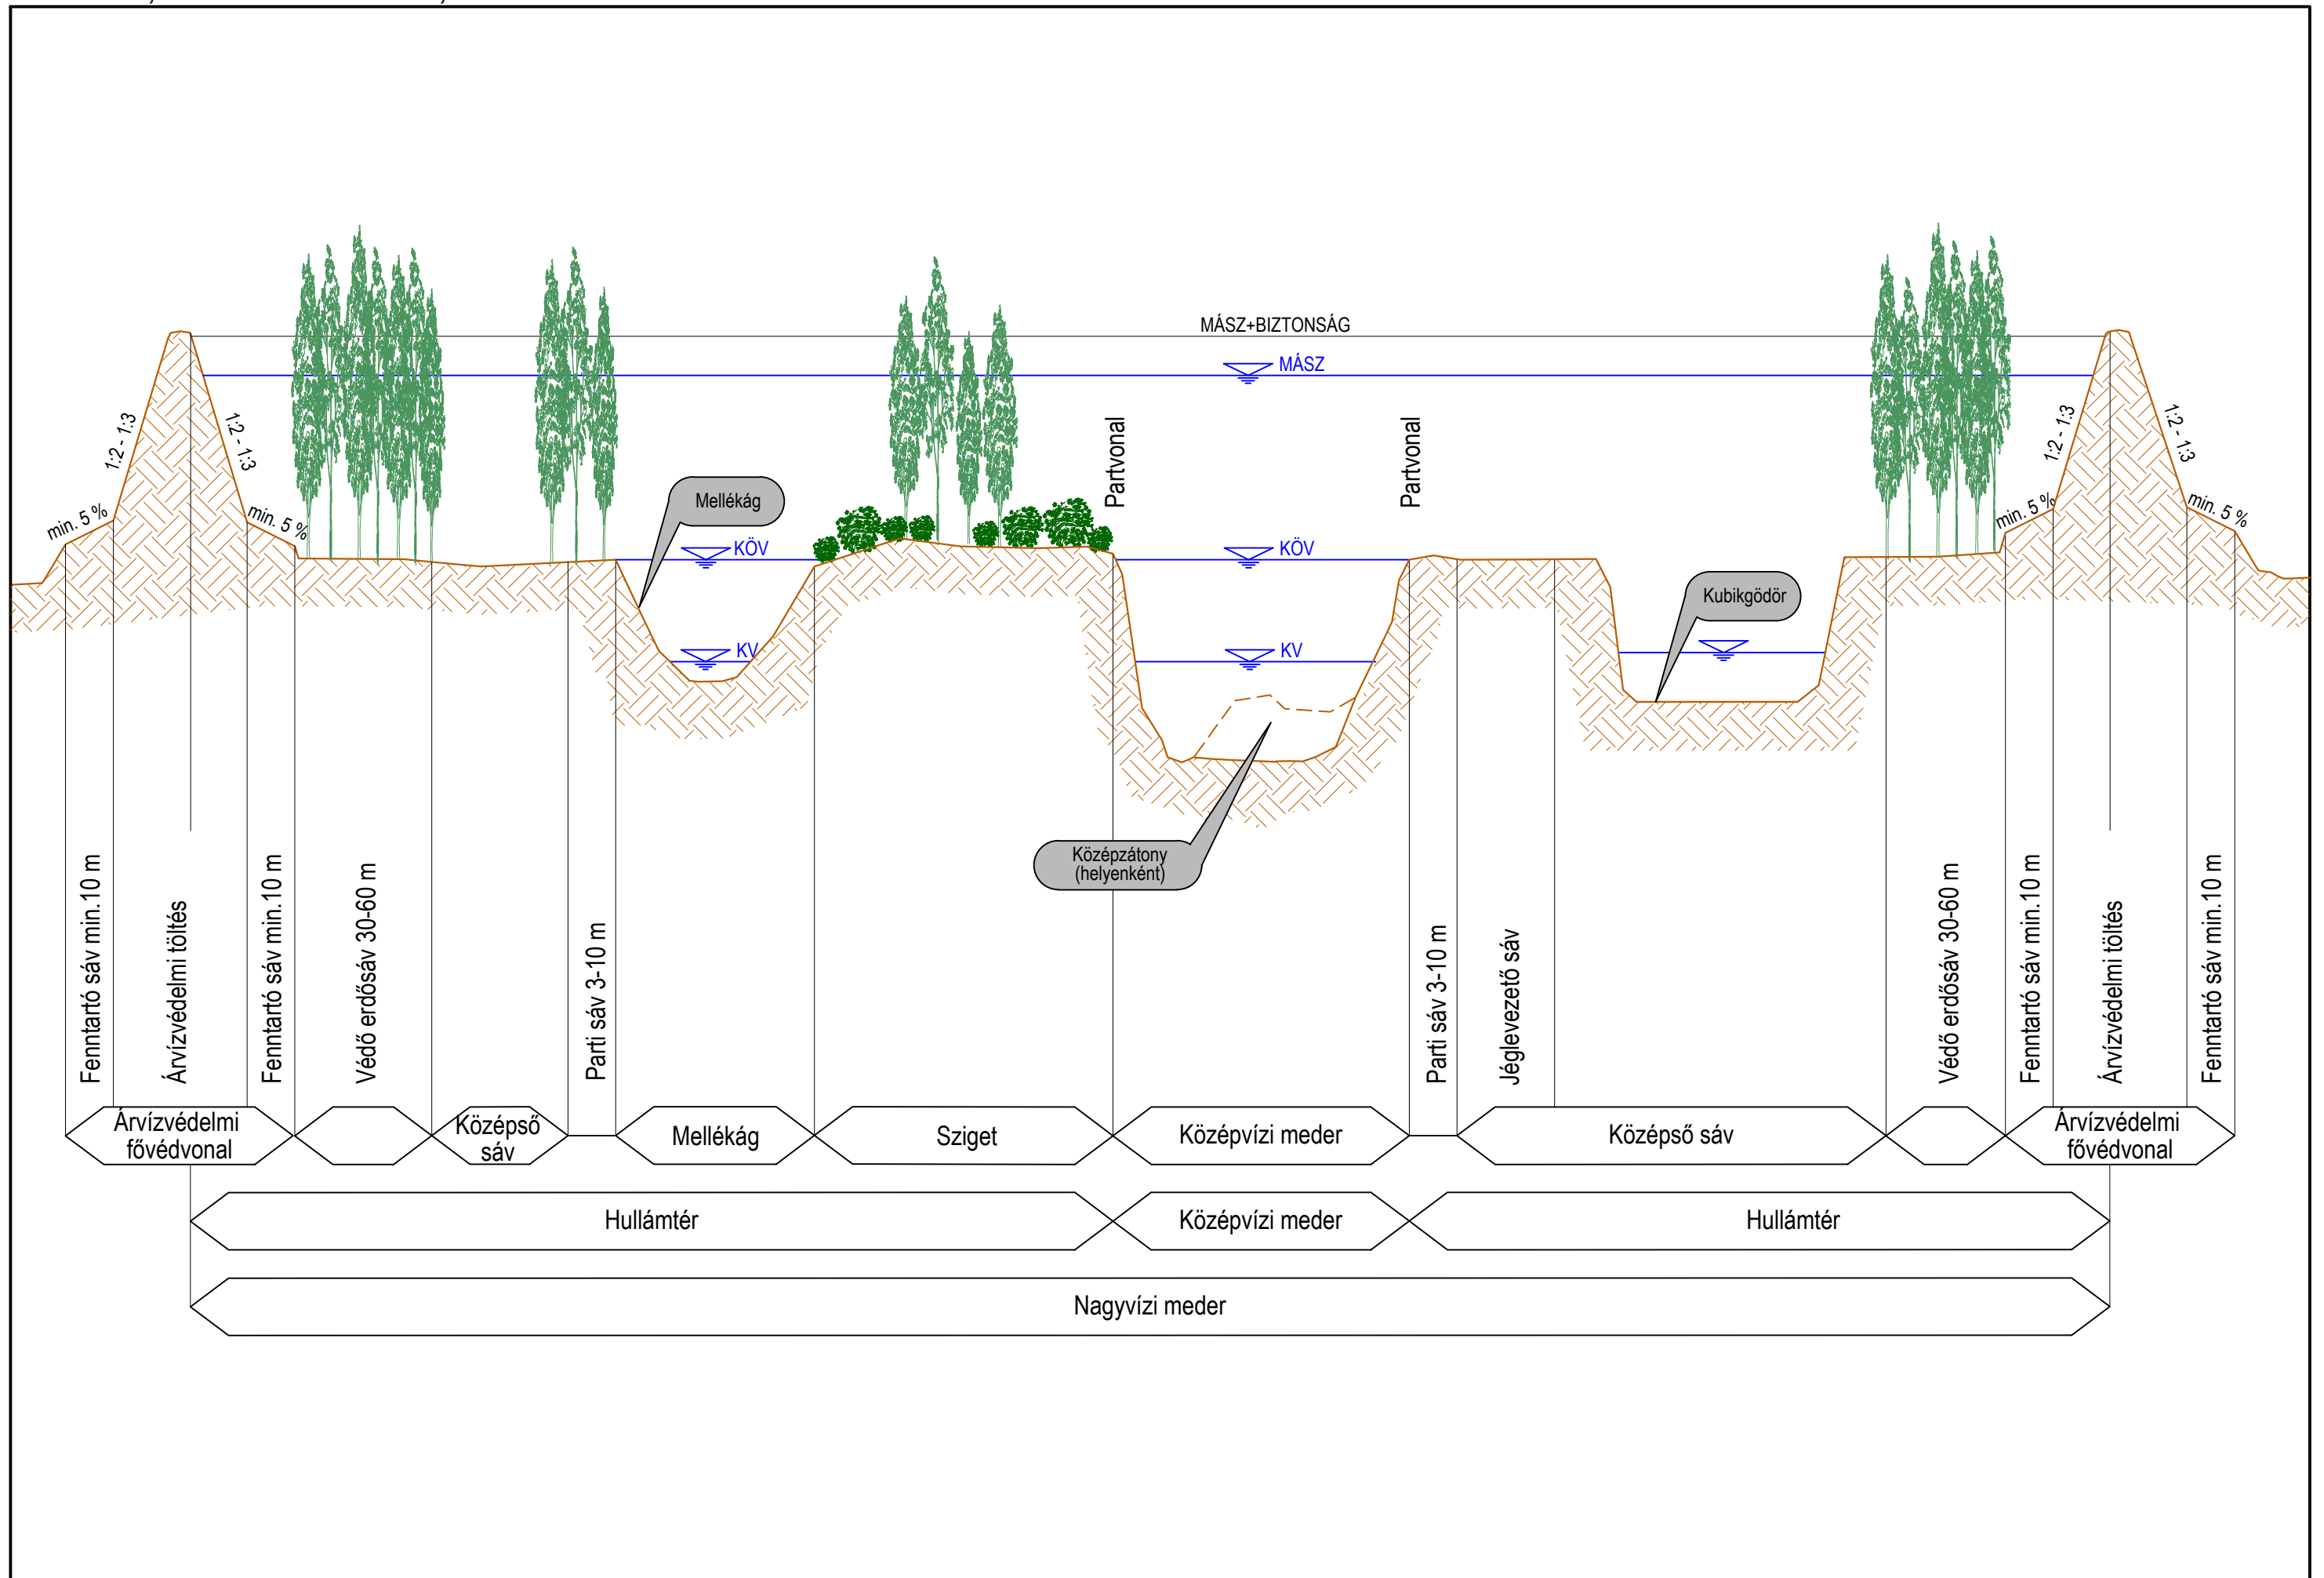 MÁSZ+BIZTONSÁG
MÁSZ
Partvonal
Partvonal
1:2 - 1:3
1:2 - 1:3
1:2 - 1:3
1:2 - 1:3
min. 5 %
min. 5 %
min. 5 %
min. 5 %
Mellékág
KÖV
KÖV
Kubikgödör
KV
KV
Középzátony
(helyenként)
Fenntartó sáv min.10 m
Árvízvédelmi töltés
Fenntartó sáv min.10 m
Védő erdősáv 30-60 m
Parti sáv 3-10 m
Parti sáv 3-10 m
Jéglevezető sáv
Védő erdősáv 30-60 m
Fenntartó sáv min.10 m
Árvízvédelmi töltés
Fenntartó sáv min.10 m
Árvízvédelmi
fővédvonal
Középső
sáv
Mellékág
Sziget
Középvízi meder
Középső sáv
Árvízvédelmi
fővédvonal
Hullámtér
Középvízi meder
Hullámtér
Nagyvízi meder